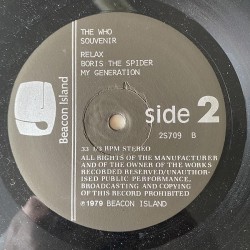 THE WHO
SOUVENIR
RELAX
BORIS THE SPIDER
MY GENERATION
Beacon Island
side 2
2S709 B
33 1/3 RPM STEREO
ALL RIGHTS OF THE MANUFACTURER
AND OF THE OWNER OF THE WORKS
RECORDED RESERVED/UNAUTHOR-
ISED PUBLIC PERFORMANCE,
BROADCASTING AND COPYING
OF THIS RECORD PROHIBITED
℗1979 BEACON ISLAND